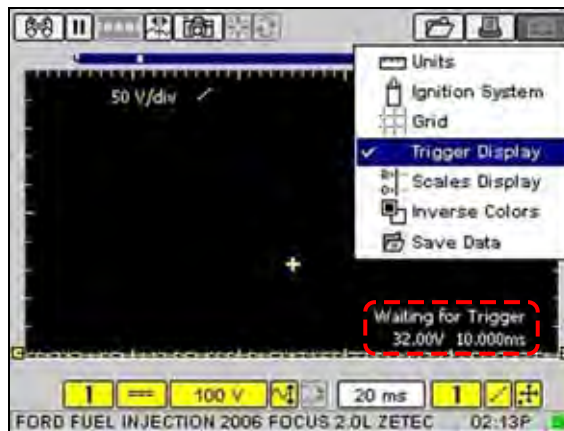 Units
50 V/div
Ignition System
Grid
Trigger Display
Scales Display
Inverse Colors
Save Data
Waiting for Trigger
32.00V 10.000ms
1 100 V 20 ms 1
FORD FUEL INJECTION 2006 FOCUS 2.0L ZETEC 02:13P